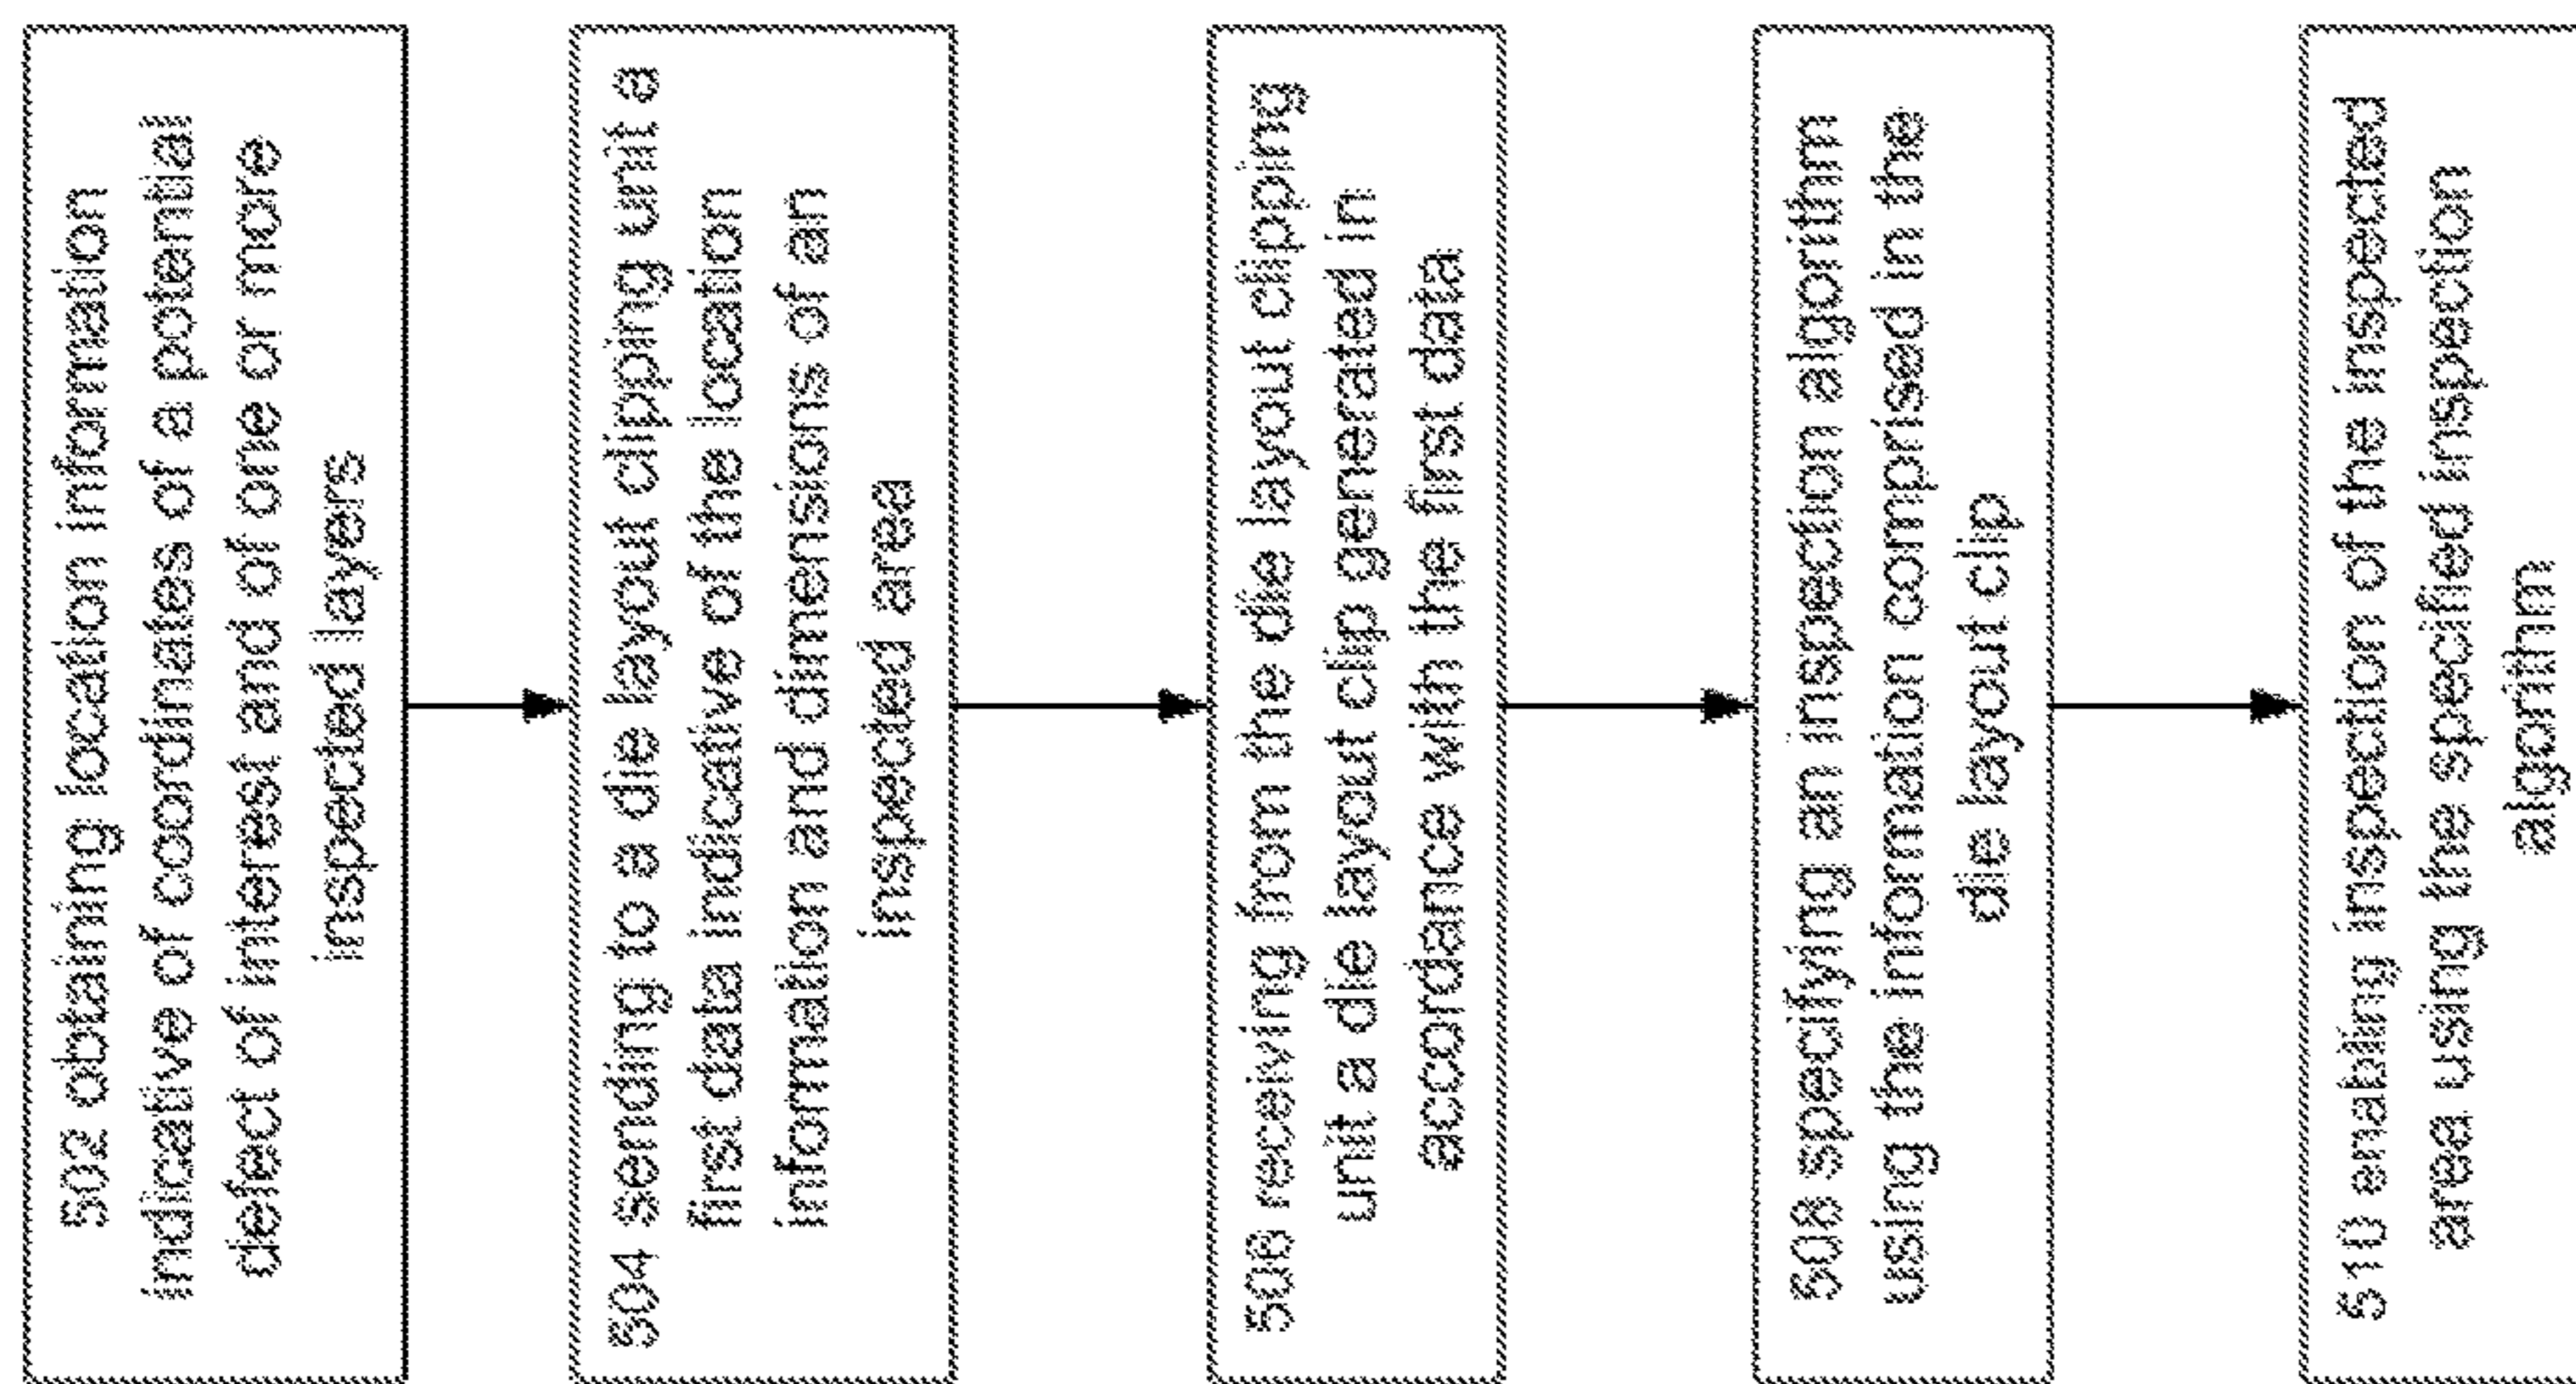 502 obtaining location information
indicative of coordinates of a potential
defect of interest and of one or more
inspected layers
504 sending to a die layout clipping unit a
first data indicative of the location
information and dimensions of an
inspected area
506 receiving from the die layout clipping
unit a die layout clip generated in
accordance with the first data
508 specifying an inspection algorithm
using the information comprised in the
die layout clip
510 enabling inspection of the inspected
area using the specified inspection
algorithm